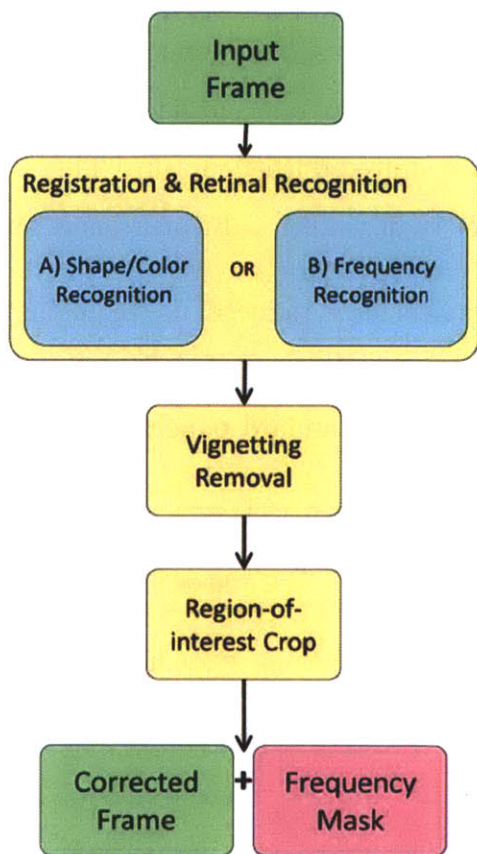 Input
Frame
Registration & Retinal Recognition
A) Shape/Color
Recognition
OR
B) Frequency
Recognition
Vignetting
Removal
Region-of-
interest Crop
Corrected
Frame
+
Frequency
Mask